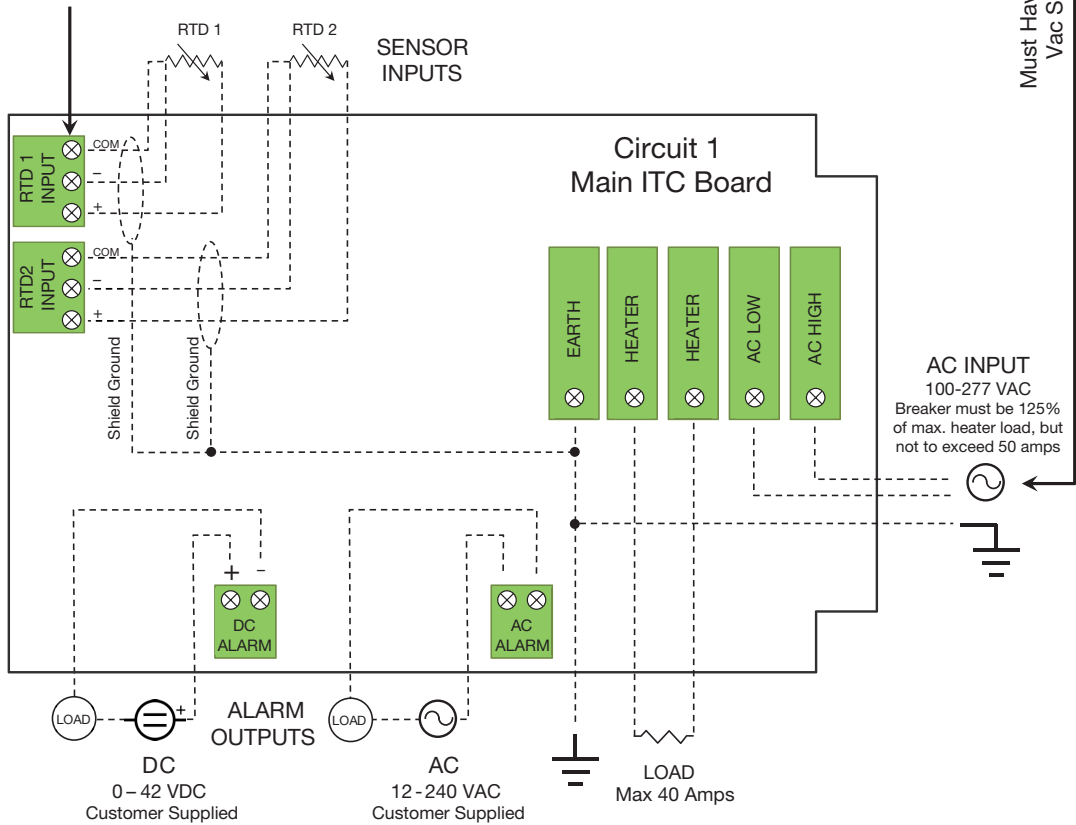 Must Hav
Vac S
RTD 1
RTD 2
SENSOR
INPUTS
Circuit 1
Main ITC Board
RTD 1
INPUT
COM
–
+
RTD2
INPUT
COM
–
+
Shield Ground
Shield Ground
EARTH
HEATER
HEATER
AC LOW
AC HIGH
AC INPUT
100-277 VAC
Breaker must be 125%
of max. heater load, but
not to exceed 50 amps
+ –
DC
ALARM
AC
ALARM
LOAD
+
ALARM
OUTPUTS
LOAD
DC
0 – 42 VDC
Customer Supplied
AC
12 - 240 VAC
Customer Supplied
LOAD
Max 40 Amps